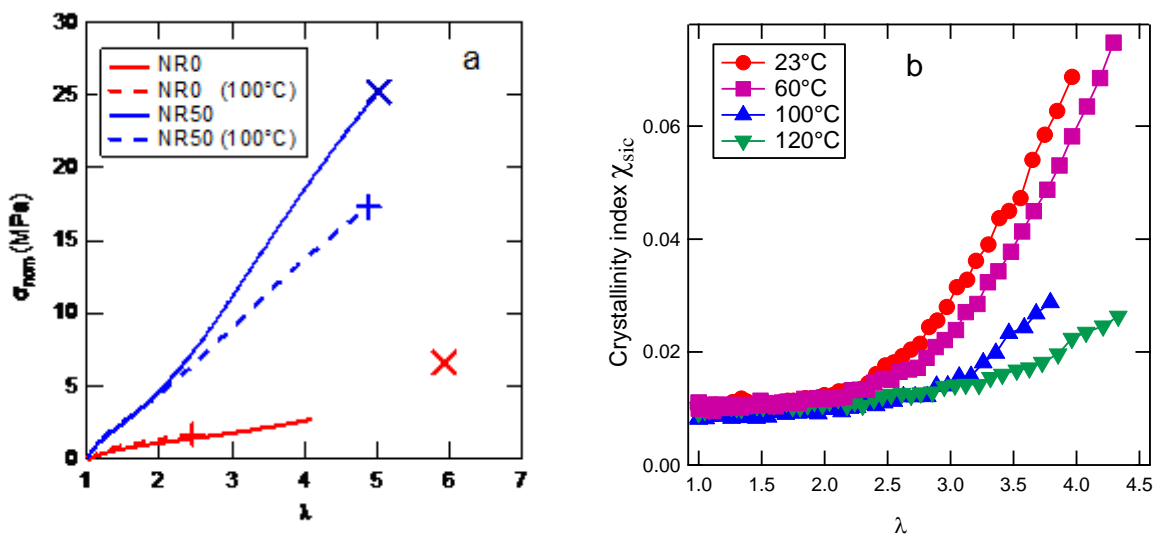 a
NR0
NR0 (100°C)
NR50
NR50 (100°C)
30
25
20
15
10
5
0
σnom (MPa)
1 2 3 4 5 6 7
λ
b
23°C
60°C
100°C
120°C
0.06
0.04
0.02
0.00
Crystallinity index χsic
1.0 1.5 2.0 2.5 3.0 3.5 4.0 4.5
λ